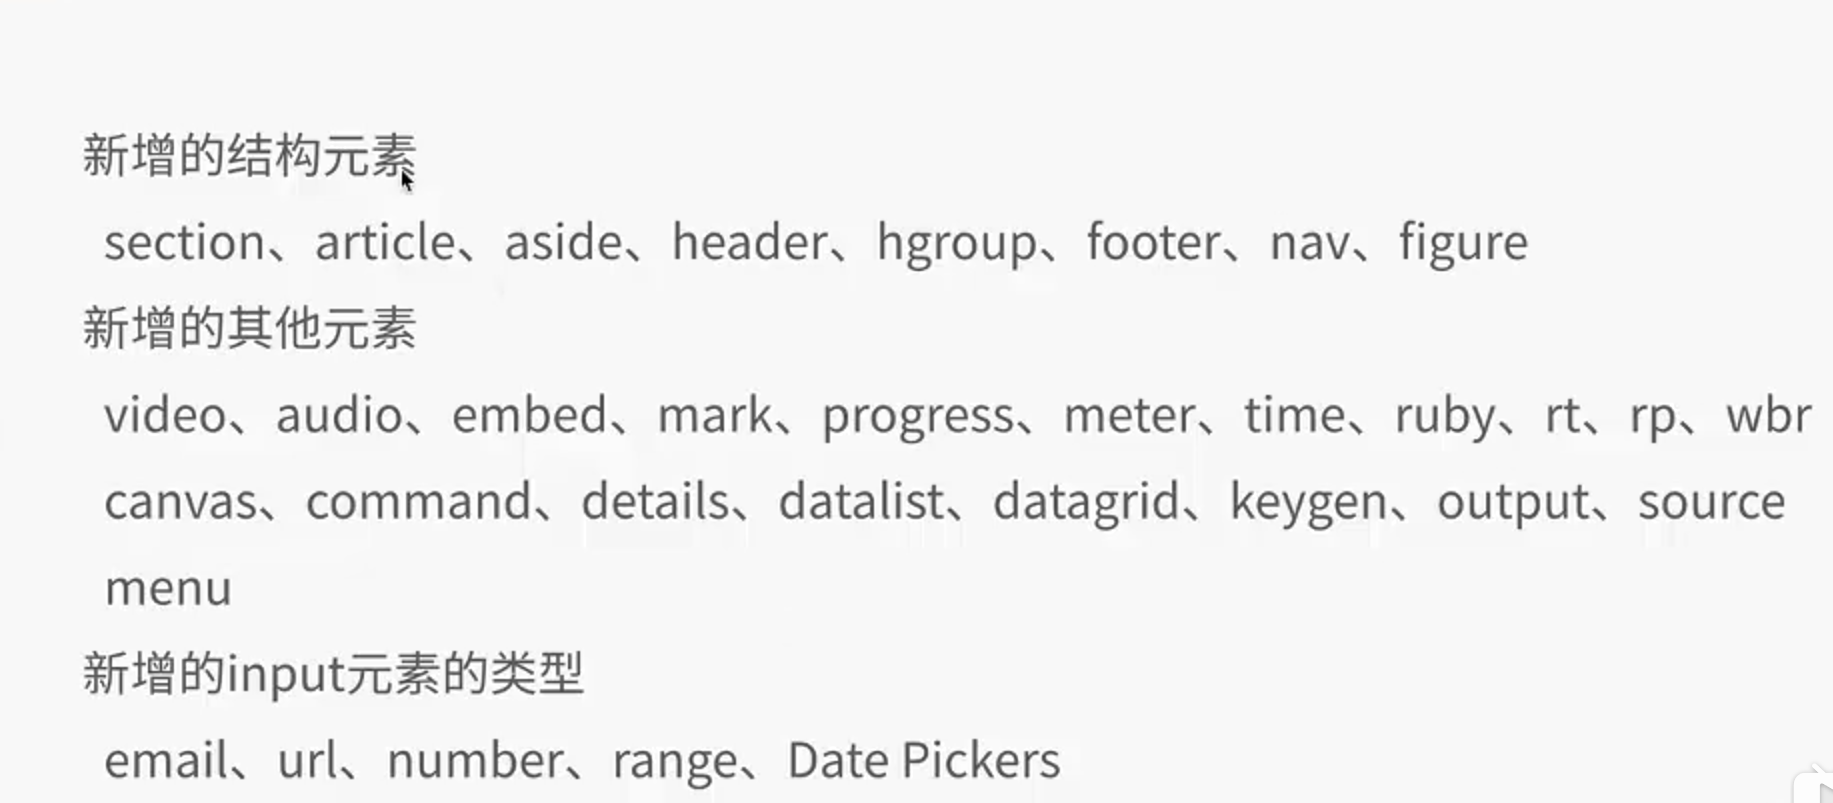 新增的结构元素
section、article、aside、header、hgroup、footer、nav、figure
新增的其他元素
video、audio、embed、mark、progress、meter、time、ruby、rt、rp、wbr
canvas、command、details、datalist、datagrid、keygen、output、source
menu
新增的input元素的类型
email、url、number、range、Date Pickers